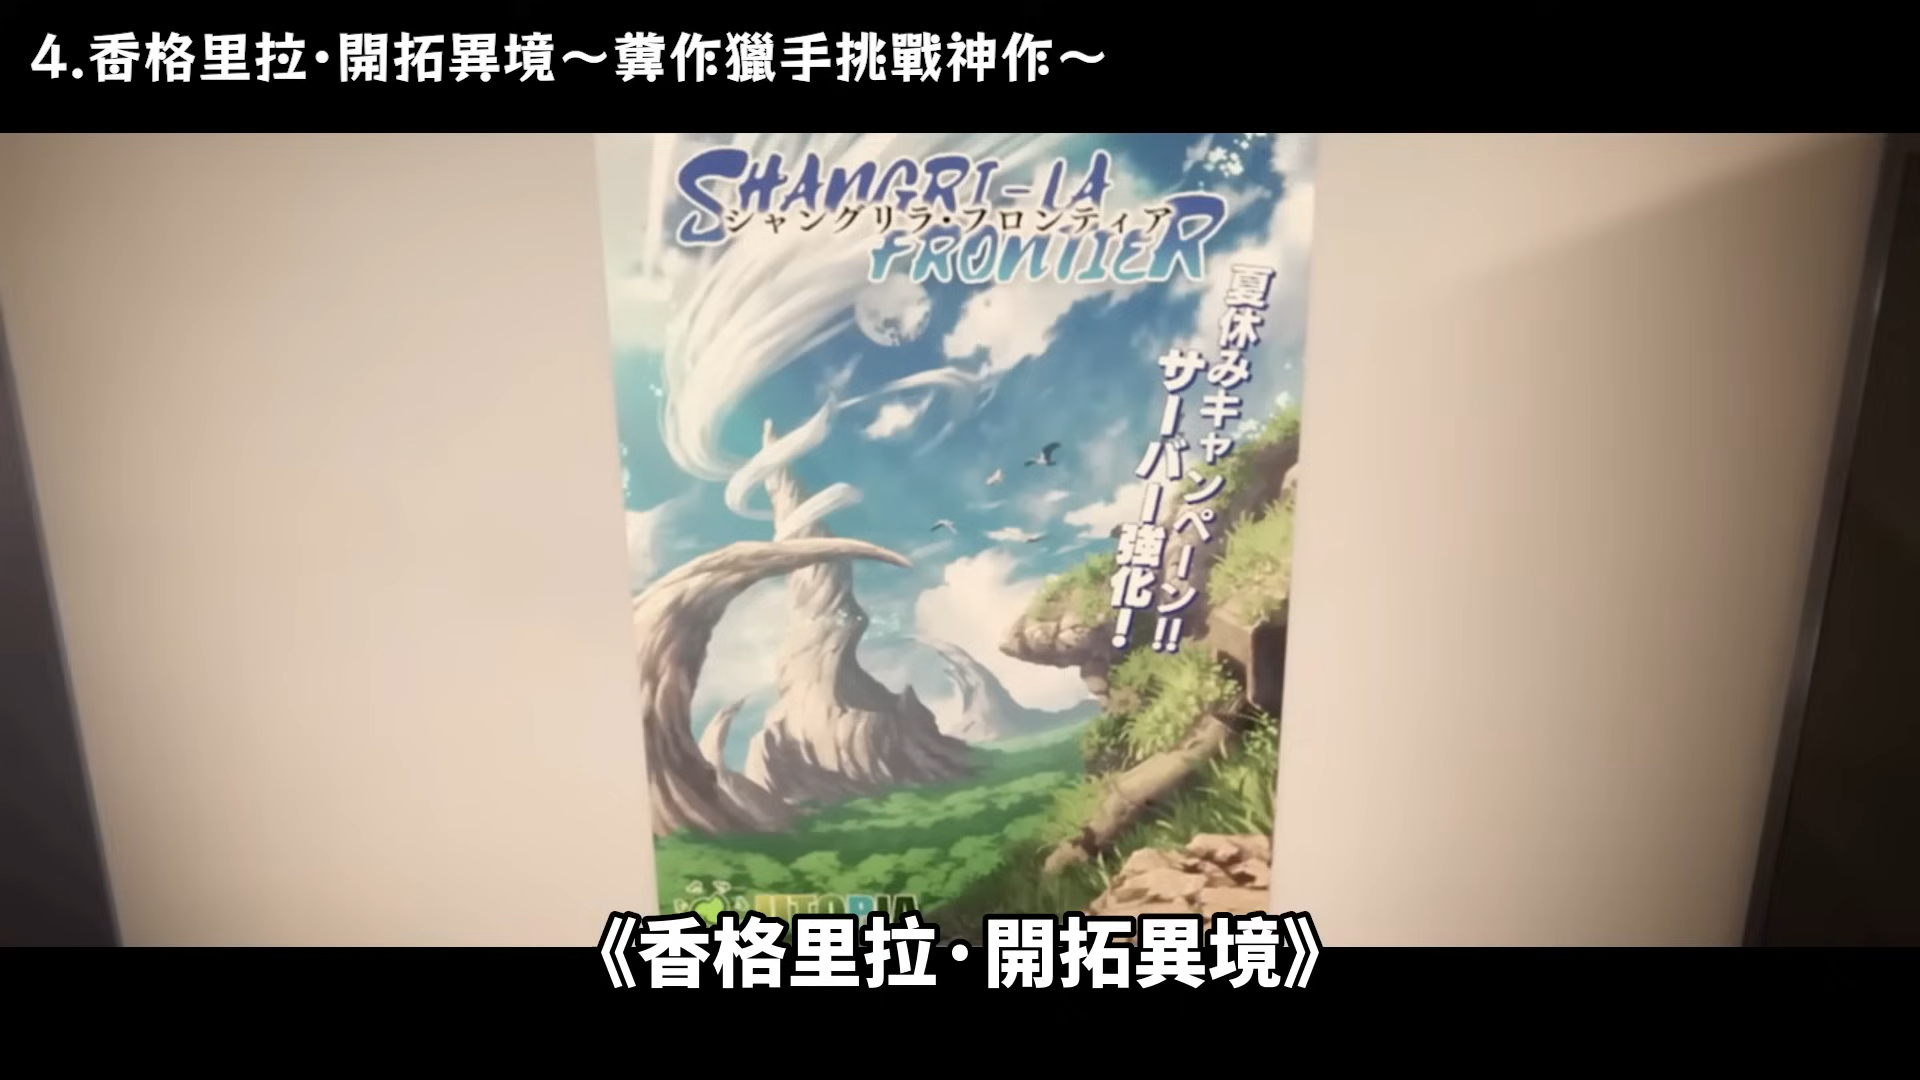 4.香格里拉·開拓異境～糞作獵手挑戰神作～
SHANGRI-LA
シャングリラ・フロンティア
FRONTIER
夏休みキャンペーン!!
サーバー強化!
UTOPIA
《香格里拉·開拓異境》